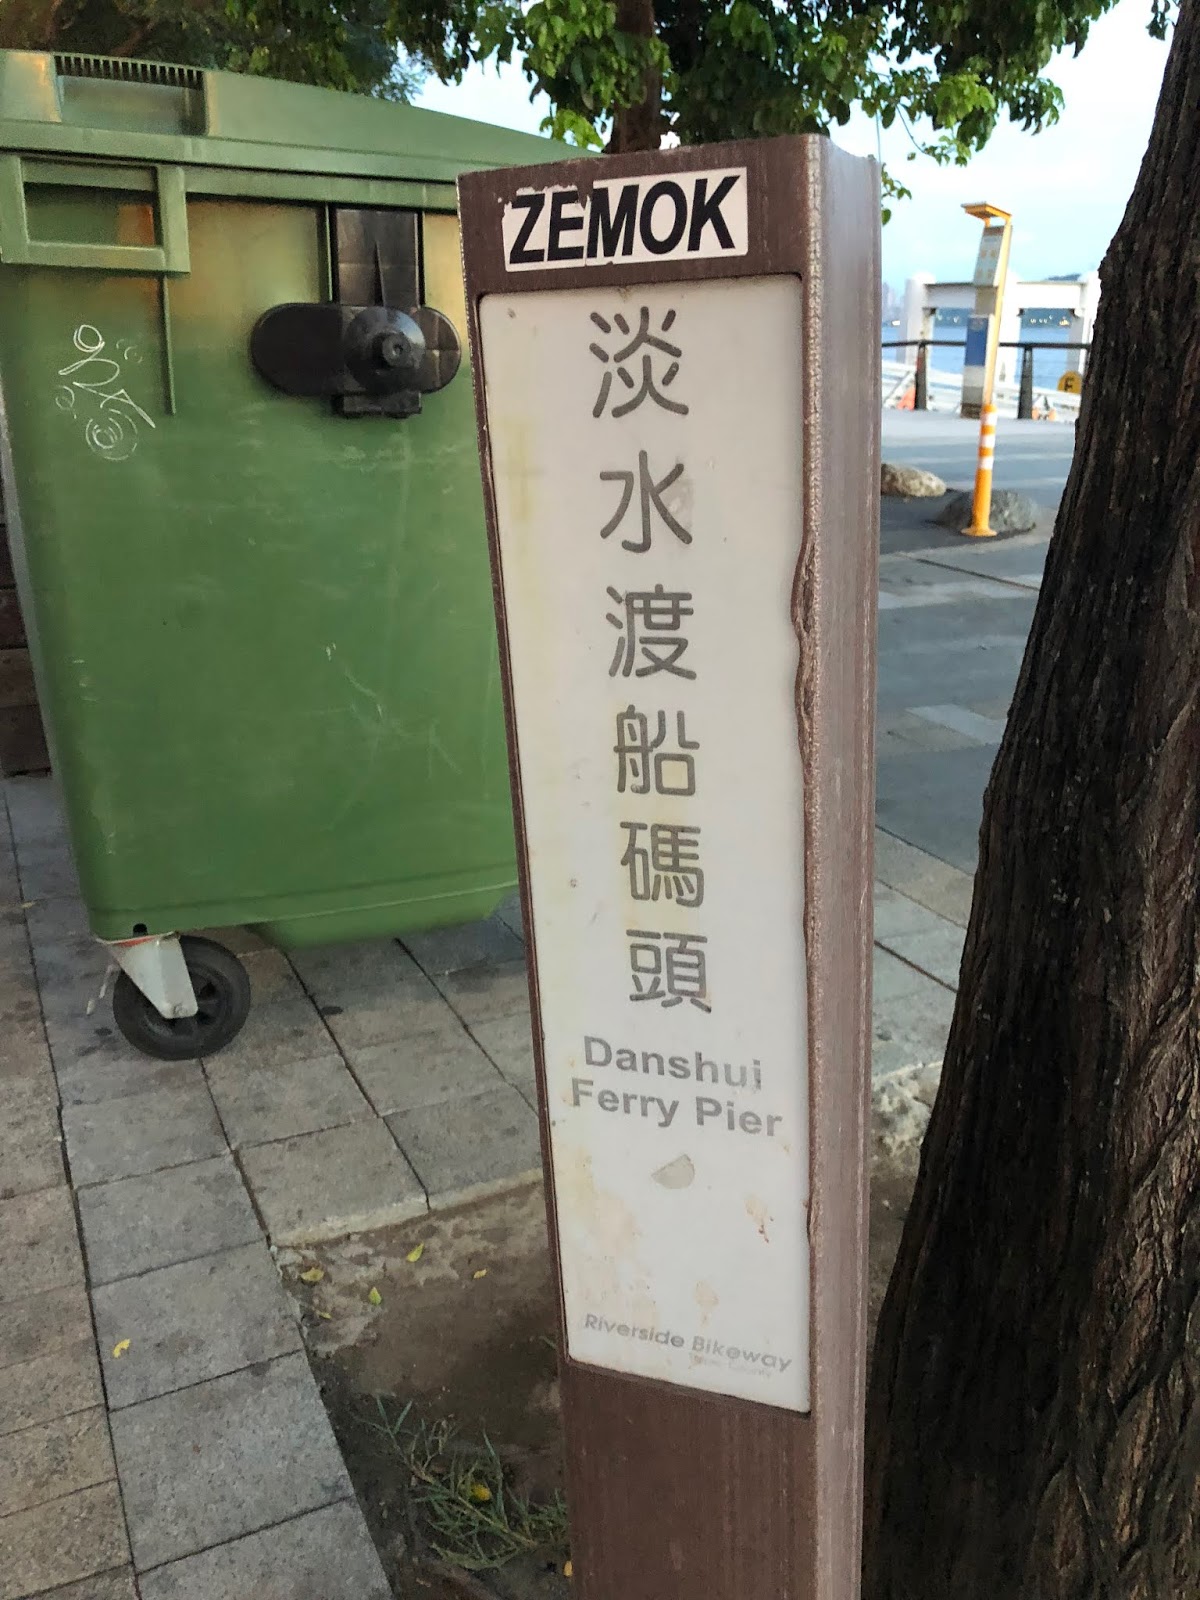 ZEMOK
淡水渡船碼頭
Danshui
Ferry Pier
Riverside Bikeway